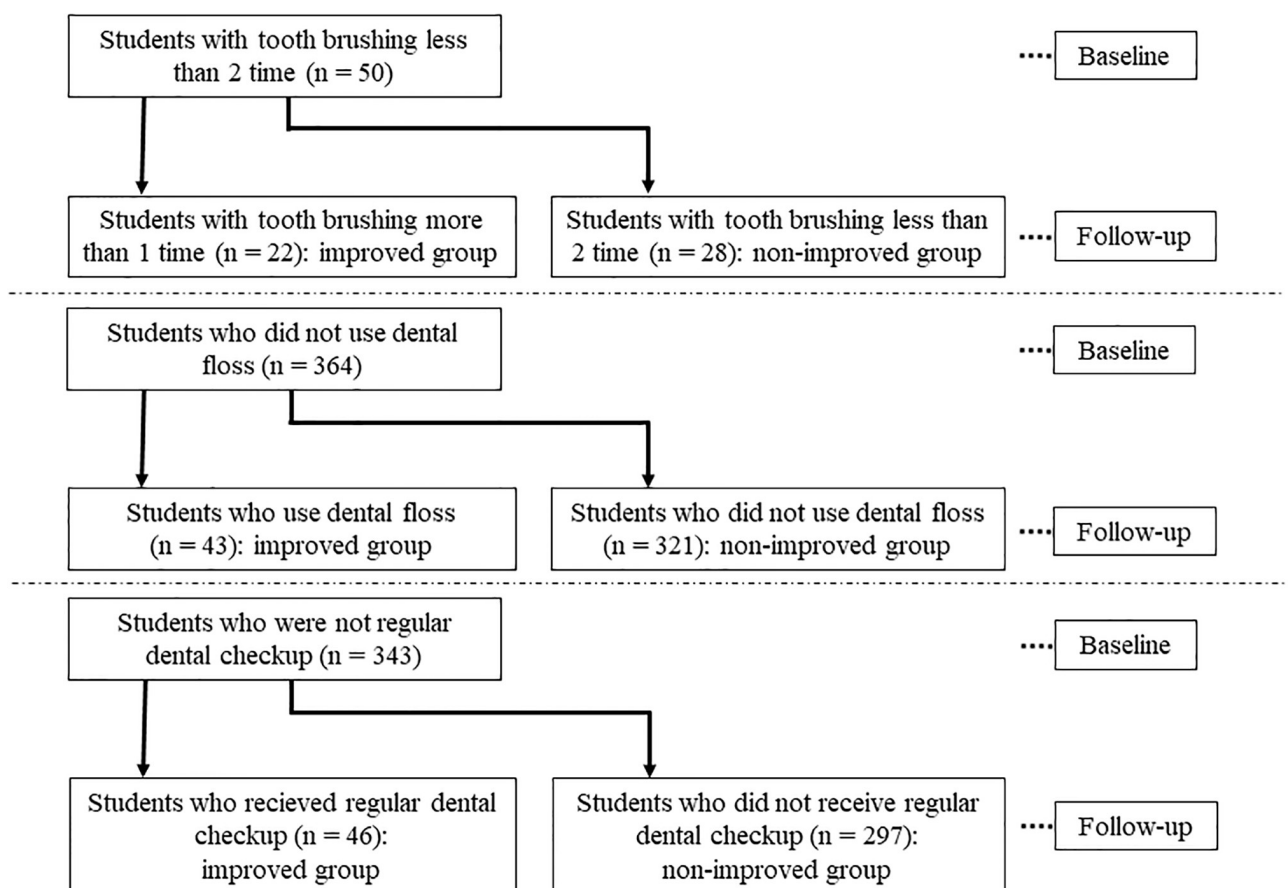 Students with tooth brushing less
than 2 time (n = 50)
Baseline
Students with tooth brushing more
than 1 time (n = 22): improved group
Students with tooth brushing less than
2 time (n = 28): non-improved group
Follow-up
Students who did not use dental
floss (n = 364)
Baseline
Students who use dental floss
(n = 43): improved group
Students who did not use dental floss
(n = 321): non-improved group
Follow-up
Students who were not regular
dental checkup (n = 343)
Baseline
Students who recieved regular dental
checkup (n = 46):
improved group
Students who did not receive regular
dental checkup (n = 297):
non-improved group
Follow-up